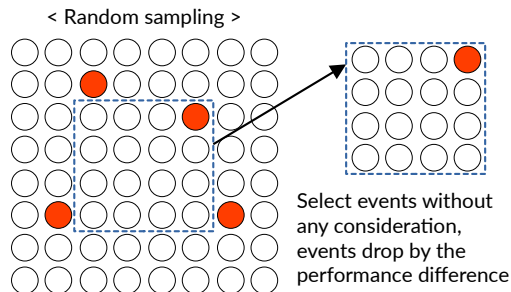 < Random sampling >
Select events without
any consideration,
events drop by the
performance difference